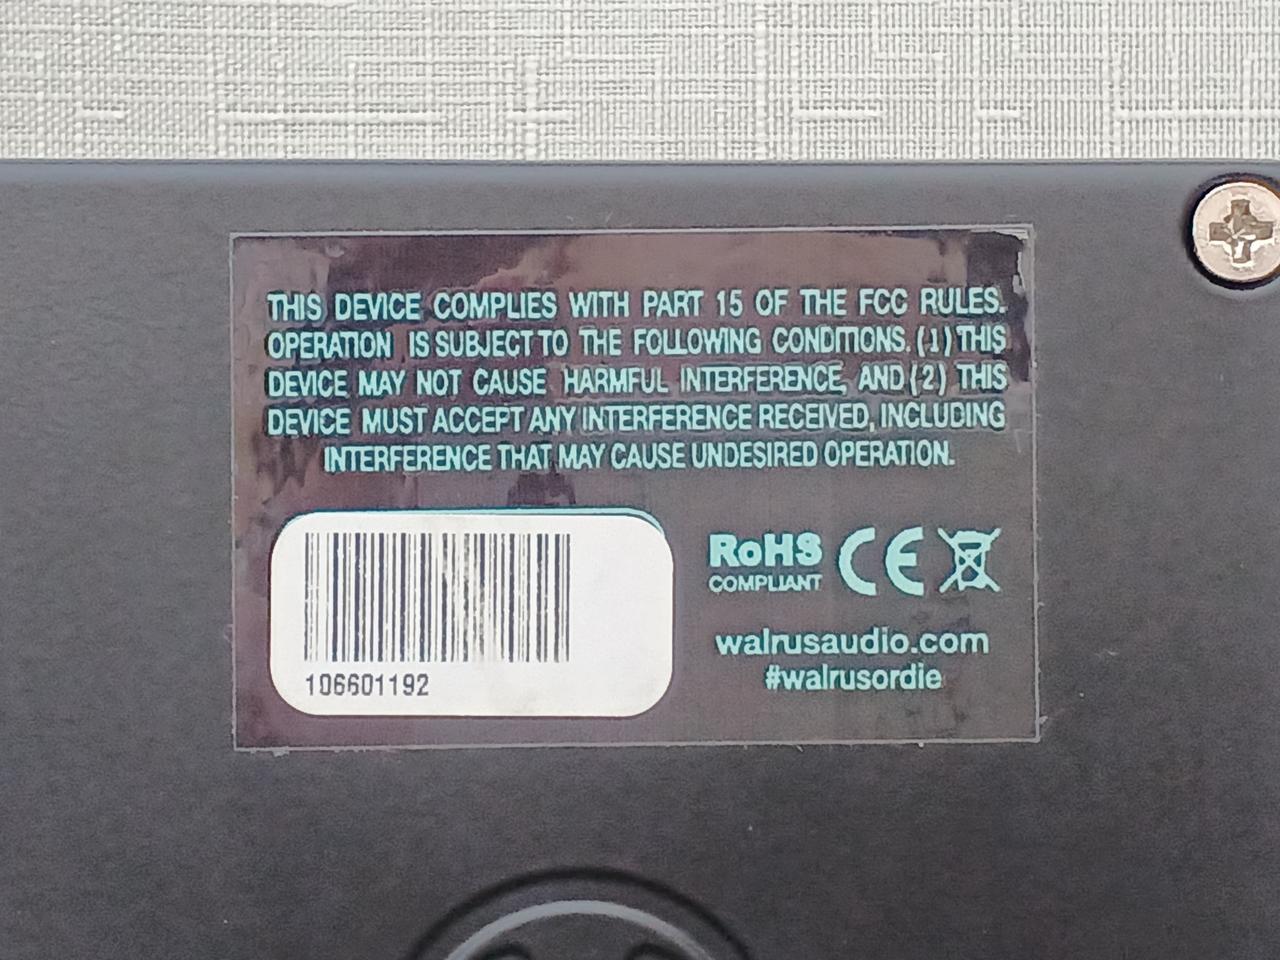 THIS DEVICE COMPLIES WITH PART 15 OF THE FCC RULES.
OPERATION IS SUBJECT TO THE FOLLOWING CONDITIONS. (1) THIS
DEVICE MAY NOT CAUSE HARMFUL INTERFERENCE, AND (2) THIS
DEVICE MUST ACCEPT ANY INTERFERENCE RECEIVED, INCLUDING
INTERFERENCE THAT MAY CAUSE UNDESIRED OPERATION.
RoHS
COMPLIANT
CE
106601192
walrusaudio.com
#walrusordie